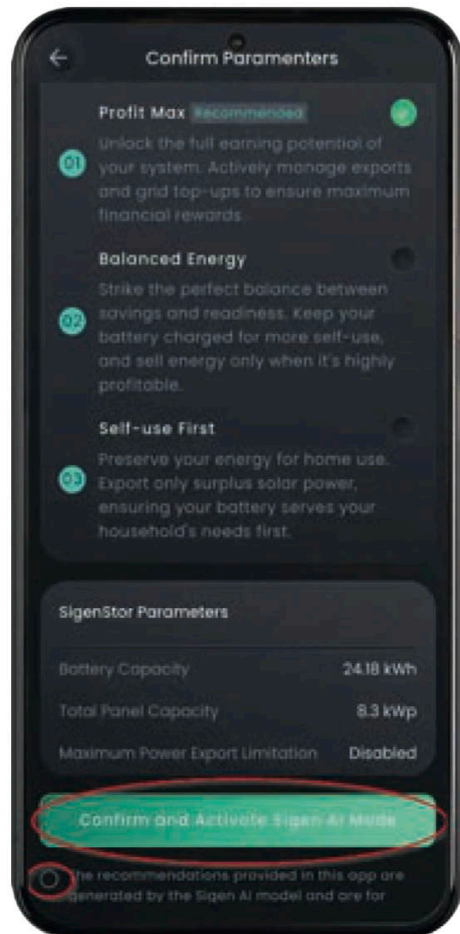 Confirm Paramenters
Profit Max Recommended
01
Unlock the full earning potential of
your system. Actively manage exports
and grid top-ups to ensure maximum
financial rewards.
Balanced Energy
02
Strike the perfect balance between
savings and readiness. Keep your
battery charged for more self-use,
and sell energy only when it's highly
profitable.
Self-use First
03
Preserve your energy for home use.
Export only surplus solar power,
ensuring your battery serves your
household's needs first.
SigenStor Parameters
Battery Capacity 24.18 kWh
Total Panel Capacity 8.3 kWp
Maximum Power Export Limitation Disabled
Confirm and Activate Sigen AI Mode
The recommendations provided in this app are
generated by the Sigen AI model and are for